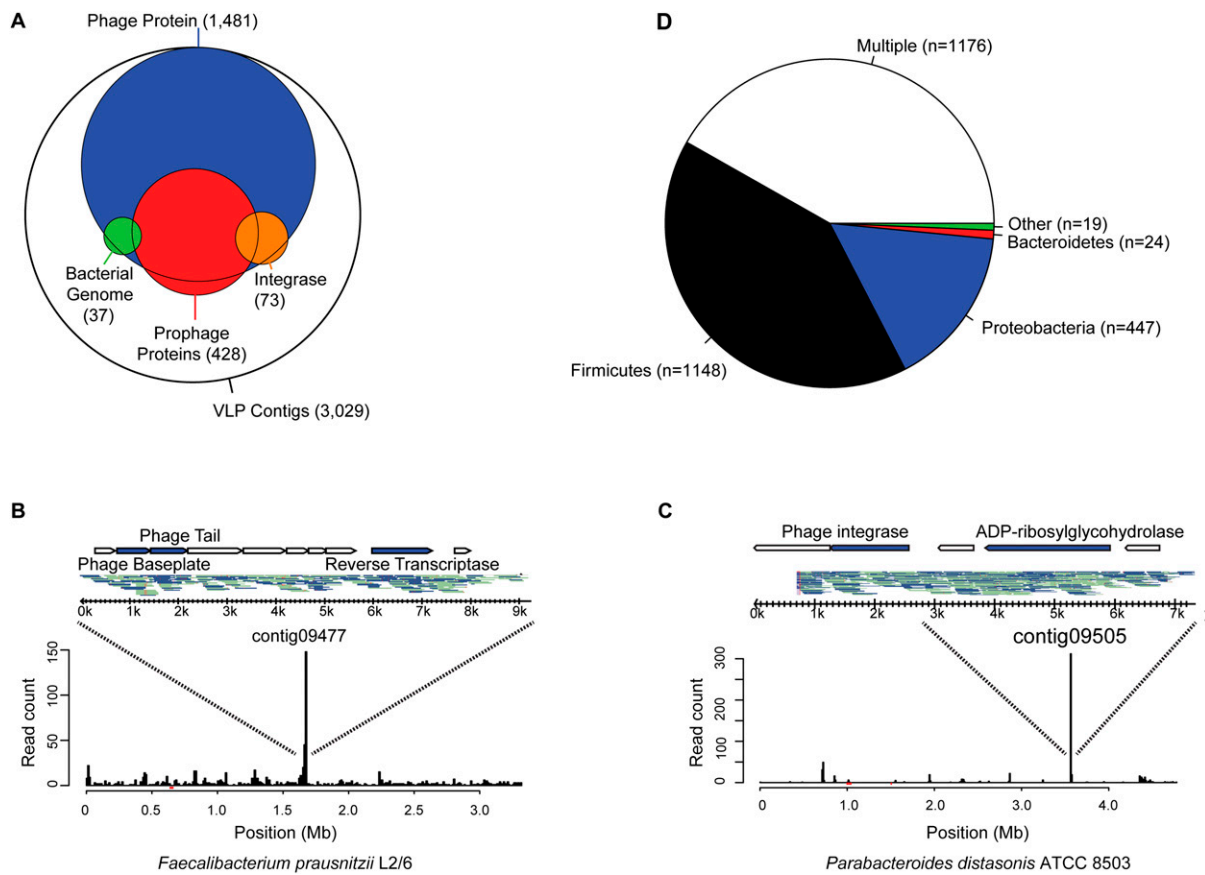 A
Phage Protein (1,481)
Bacterial
Genome
(37)
Integrase
(73)
Prophage
Proteins (428)
VLP Contigs (3,029)
D
Multiple (n=1176)
Other (n=19)
Bacteroidetes (n=24)
Proteobacteria (n=447)
Firmicutes (n=1148)
B
Phage Tail
Phage Baseplate
Reverse Transcriptase
0k 1k 2k 3k 4k 5k 6k 7k 8k 9k
contig09477
Read count
150
100
50
0
0.0 0.5 1.0 1.5 2.0 2.5 3.0
Position (Mb)
Faecalibacterium prausnitzii L2/6
C
Phage integrase
ADP-ribosylglycohydrolase
0k 1k 2k 3k 4k 5k 6k 7k
contig09505
Read count
300
200
100
0
0 1.0 2.0 3.0 4.0
Position (Mb)
Parabacteroides distasonis ATCC 8503